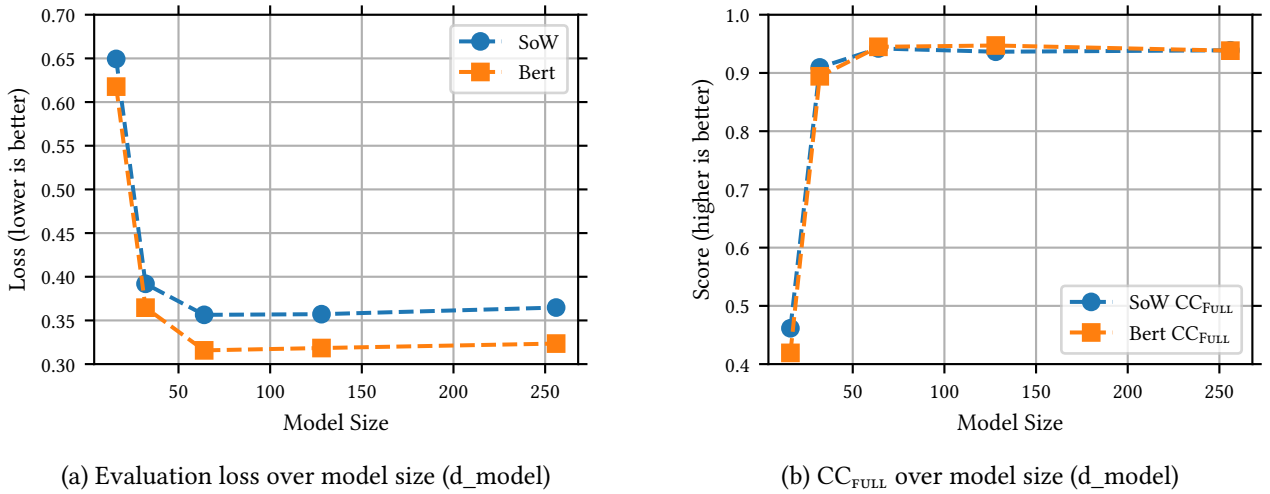 0.70
0.65
0.60
0.55
0.50
0.45
0.40
0.35
0.30
Loss (lower is better)
SoW
Bert
50
100
150
200
250
Model Size
(a) Evaluation loss over model size (d_model)
1.0
0.9
0.8
0.7
0.6
0.5
0.4
Score (higher is better)
SoW CC_FULL
Bert CC_FULL
50
100
150
200
250
Model Size
(b) CC_FULL over model size (d_model)